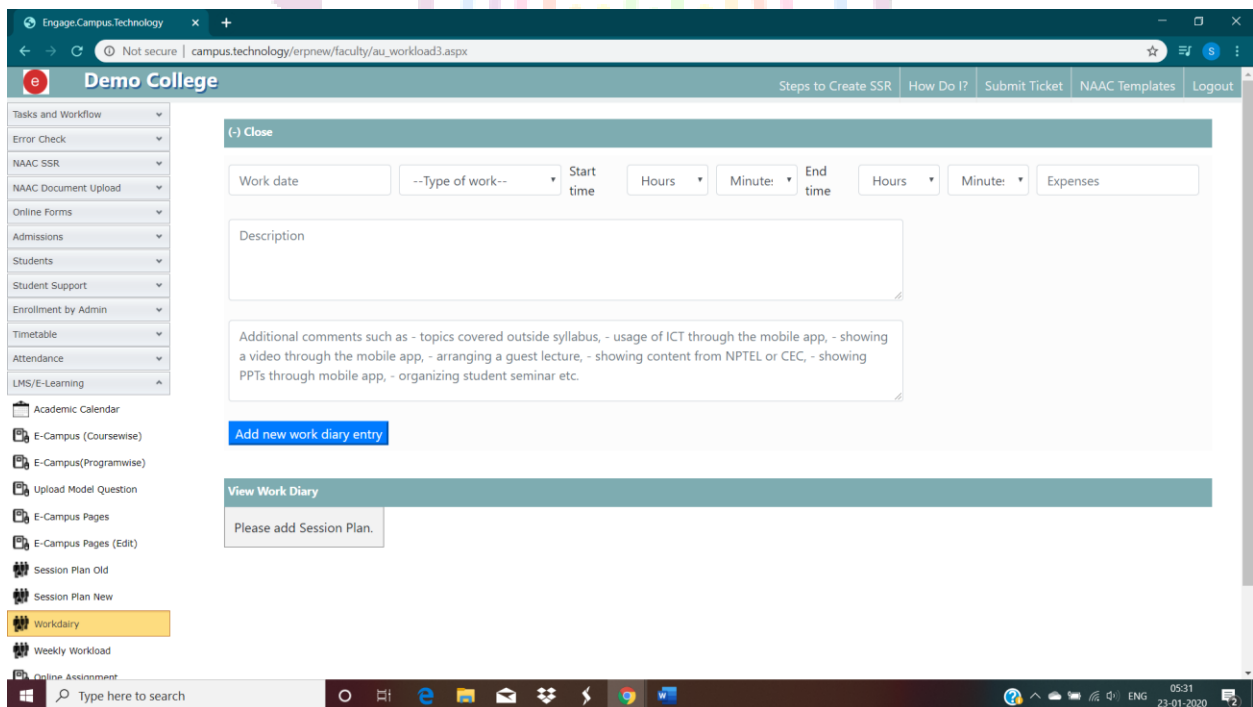 Engage.Campus.Technology
Not secure | campus.technology/erpnew/faculty/au_workload3.aspx
S
e Demo College
Steps to Create SSR How Do I? Submit Ticket NAAC Templates Logout
Tasks and Workflow
Error Check
NAAC SSR
NAAC Document Upload
Online Forms
Admissions
Students
Student Support
Enrollment by Admin
Timetable
Attendance
LMS/E-Learning
Academic Calendar
E-Campus (Coursewise)
E-Campus(Programwise)
Upload Model Question
E-Campus Pages
E-Campus Pages (Edit)
Session Plan Old
Session Plan New
Workdairy
Weekly Workload
Online Assignment
(-) Close
Work date --Type of work-- Start time Hours Minute: End time Hours Minute: Expenses
Description
Additional comments such as - topics covered outside syllabus, - usage of ICT through the mobile app, - showing
a video through the mobile app, - arranging a guest lecture, - showing content from NPTEL or CEC, - showing
PPTs through mobile app, - organizing student seminar etc.
Add new work diary entry
View Work Diary
Please add Session Plan.
Type here to search
ENG
05:31
23-01-2020
2